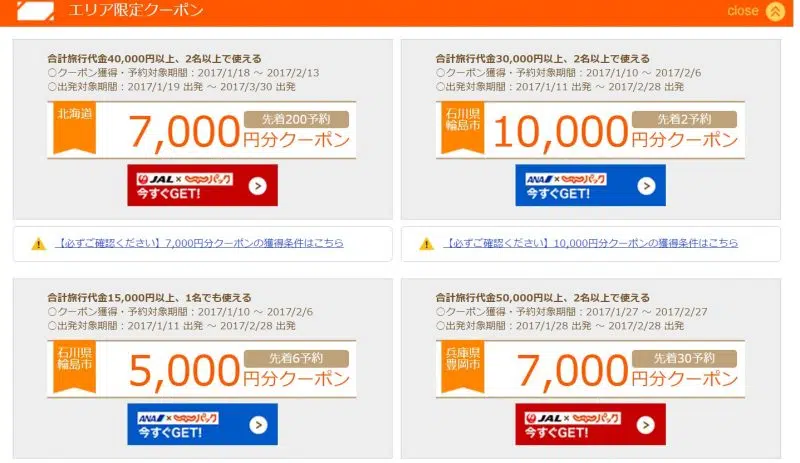 エリア限定クーポン
close
合計旅行代金40,000円以上、2名以上で使える
○クーポン獲得・予約対象期間：2017/1/18 ～ 2017/2/13
○出発対象期間：2017/1/19 出発 ～ 2017/3/30 出発
北海道
先着200予約
7,000円分クーポン
JAL×るるぶパック
今すぐGET!
【必ずご確認ください】7,000円分クーポンの獲得条件はこちら
合計旅行代金30,000円以上、2名以上で使える
○クーポン獲得・予約対象期間：2017/1/10 ～ 2017/2/6
○出発対象期間：2017/1/11 出発 ～ 2017/2/28 出発
石川県
輪島市
先着2予約
10,000円分クーポン
ANA×るるぶパック
今すぐGET!
【必ずご確認ください】10,000円分クーポンの獲得条件はこちら
合計旅行代金15,000円以上、1名でも使える
○クーポン獲得・予約対象期間：2017/1/10 ～ 2017/2/6
○出発対象期間：2017/1/11 出発 ～ 2017/2/28 出発
石川県
輪島市
先着6予約
5,000円分クーポン
ANA×るるぶパック
今すぐGET!
合計旅行代金50,000円以上、2名以上で使える
○クーポン獲得・予約対象期間：2017/1/27 ～ 2017/2/27
○出発対象期間：2017/1/28 出発 ～ 2017/2/28 出発
兵庫県
豊岡市
先着30予約
7,000円分クーポン
JAL×るるぶパック
今すぐGET!